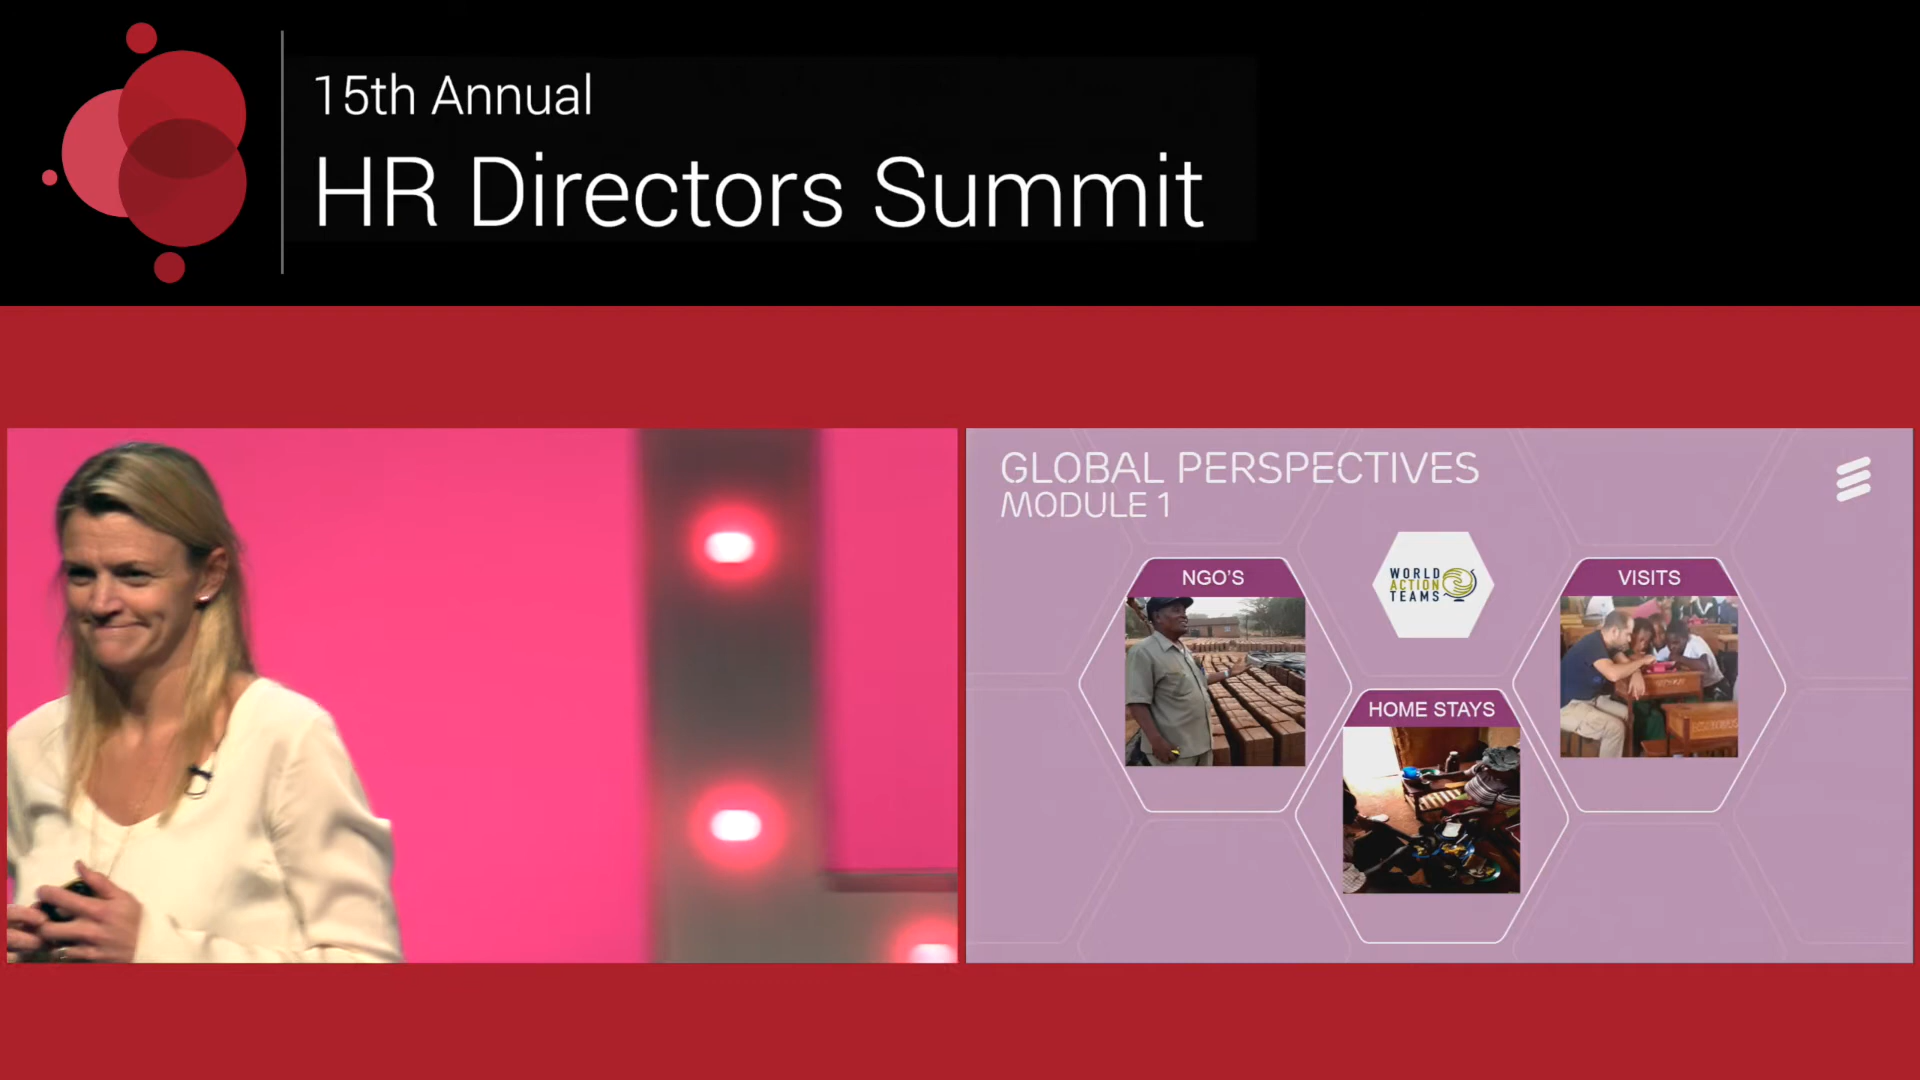 15th Annual
HR Directors Summit
GLOBAL PERSPECTIVES
MODULE 1
NGO'S
WORLD
ACTION
TEAMS
VISITS
HOME STAYS